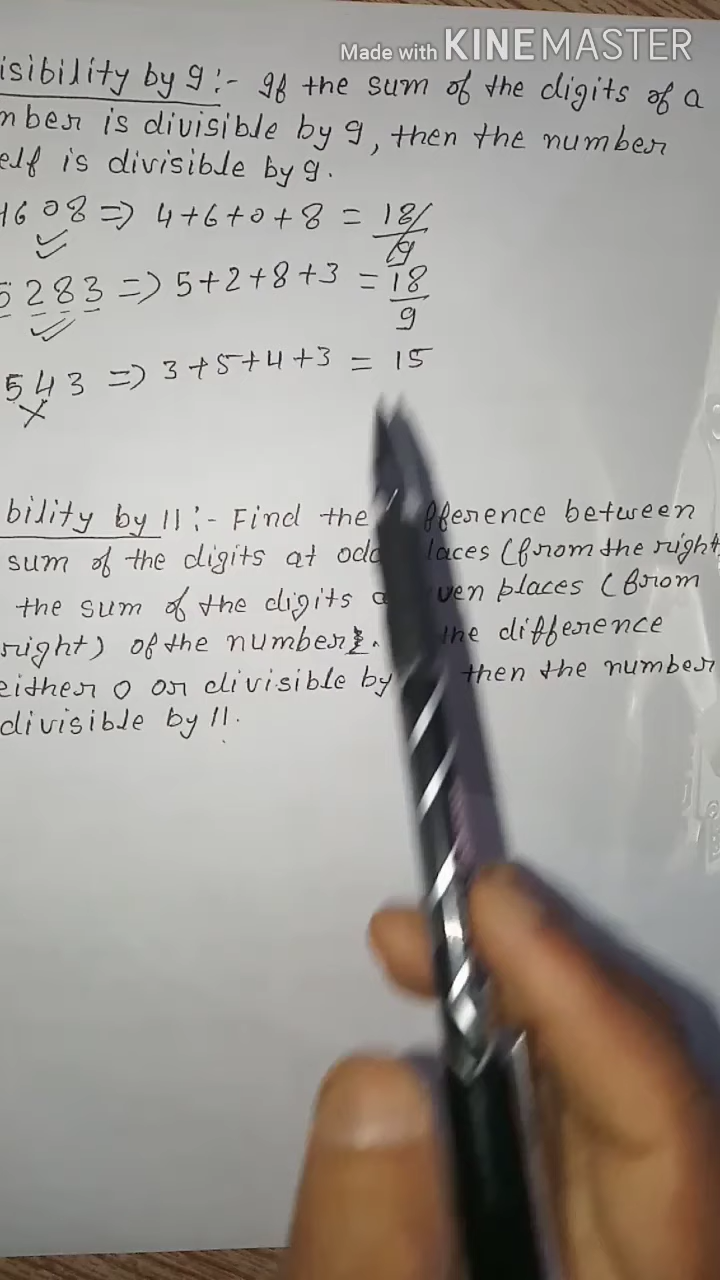 Made with KINEMASTER
isibility by 9:- If the sum of the digits of a
mber is divisible by 9, then the number
elf is divisible by 9.
4608 => 4+6+0+8 = 18/9
5283 => 5+2+8+3 = 18/9
543 => 3+5+4+3 = 15
bility by 11:- Find the fference between
sum of the digits at odd laces (from the right
the sum of the digits a ven places (from
right) of the number. the difference
either 0 or divisible by then the number
divisible by 11.